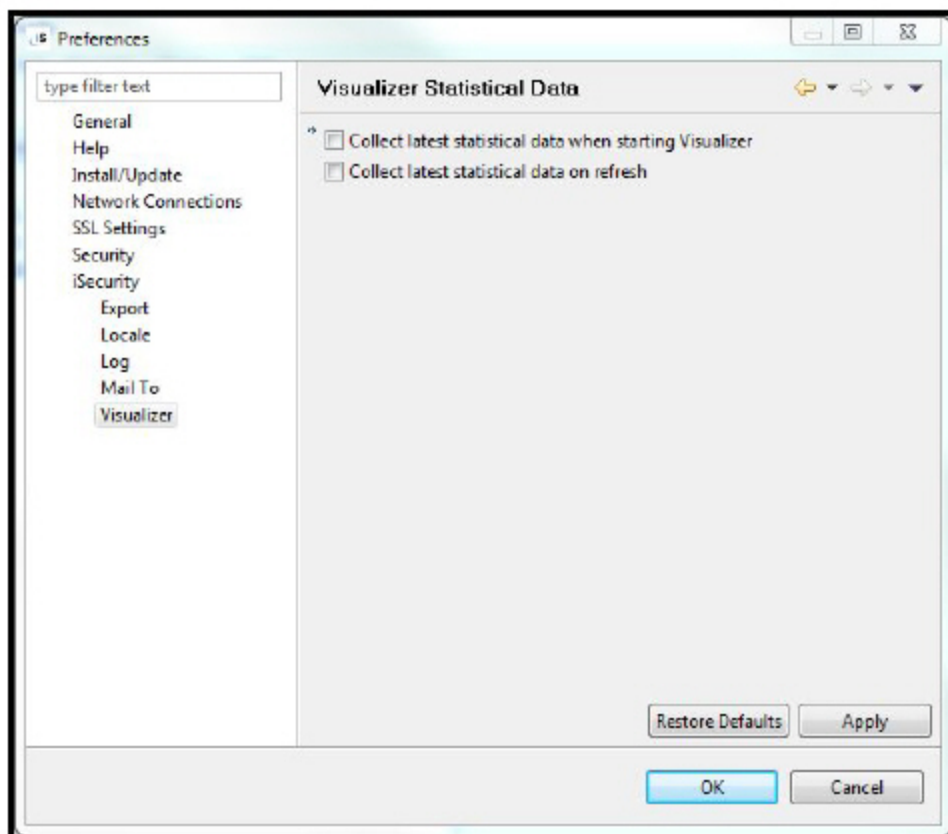 iS Preferences
type filter text
General
Help
Install/Update
Network Connections
SSL Settings
Security
iSecurity
Export
Locale
Log
Mail To
Visualizer
Visualizer Statistical Data
Collect latest statistical data when starting Visualizer
Collect latest statistical data on refresh
Restore Defaults
Apply
OK
Cancel